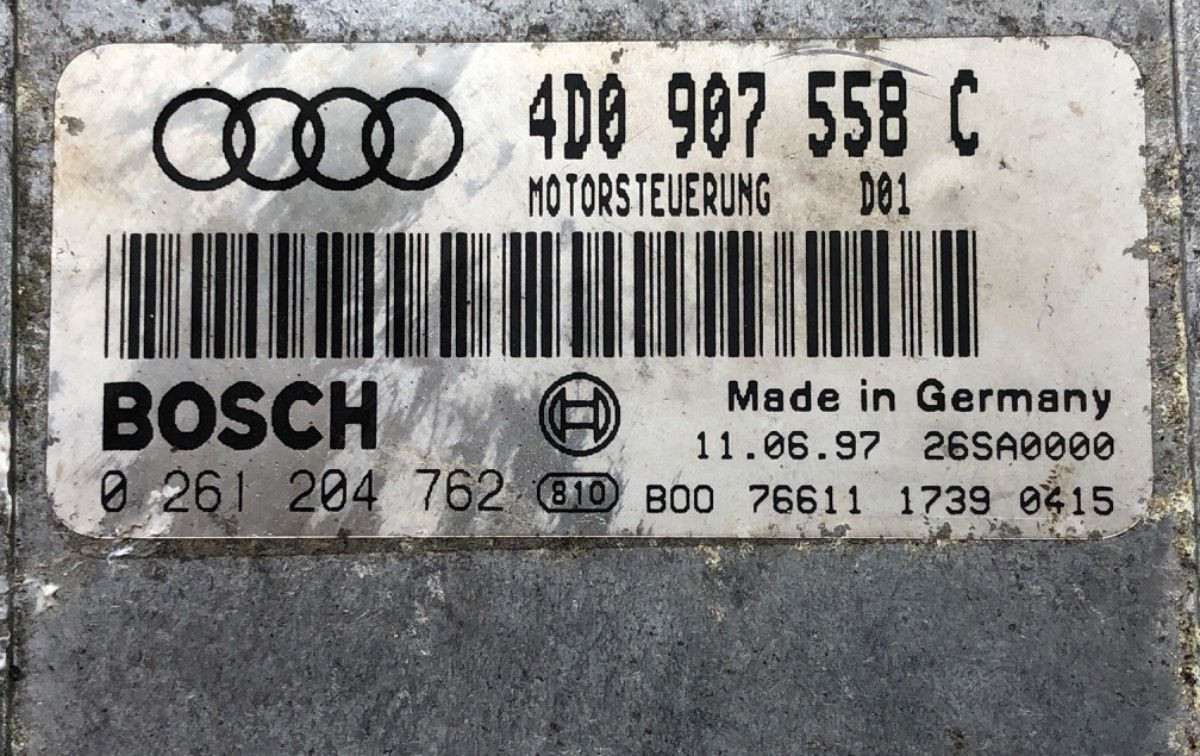 4D0 907 558 C
MOTORSTEUERUNG D01
BOSCH
Made in Germany
11.06.97 26SA0000
0 261 204 762 810 B00 76611 1739 0415